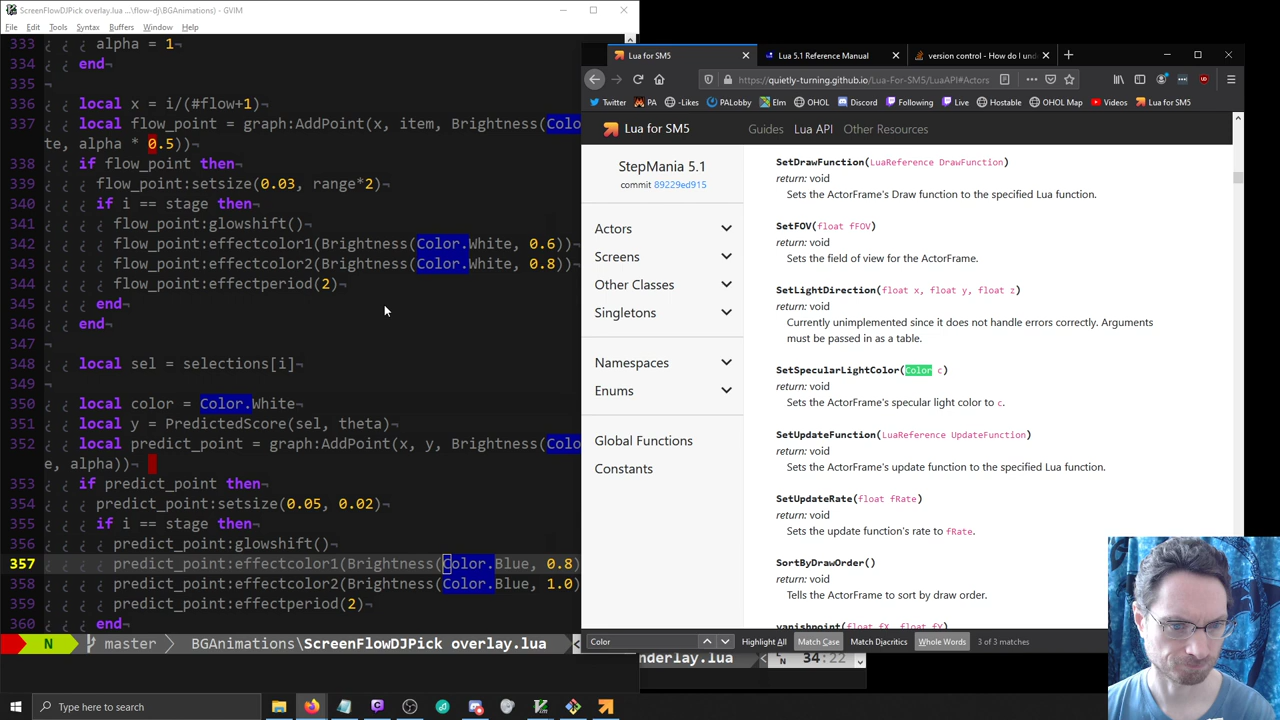 ScreenFlowDJPick overlay.lua ...\flow-dj\BGAnimations) - GVIM
File Edit Tools Syntax Buffers Window Help
333 ¿ ¿ alpha = 1¬
334 ¿ end¬
335
336 ¿ local x = i/(#flow+1)¬
337 ¿ local flow_point = graph:AddPoint(x, item, Brightness(Colo
te, alpha * 0.5))¬
338 ¿ if flow_point then¬
339 ¿ ¿ flow_point:setsize(0.03, range*2)¬
340 ¿ ¿ if i == stage then¬
341 ¿ ¿ ¿ flow_point:glowshift()¬
342 ¿ ¿ ¿ flow_point:effectcolor1(Brightness(Color.White, 0.6))¬
343 ¿ ¿ ¿ flow_point:effectcolor2(Brightness(Color.White, 0.8))¬
344 ¿ ¿ ¿ flow_point:effectperiod(2)¬
345 ¿ ¿ end¬
346 ¿ end¬
347
348 ¿ local sel = selections[i]¬
349
350 ¿ local color = Color.White¬
351 ¿ local y = PredictedScore(sel, theta)¬
352 ¿ local predict_point = graph:AddPoint(x, y, Brightness(Colo
e, alpha))¬
353 ¿ if predict_point then¬
354 ¿ ¿ predict_point:setsize(0.05, 0.02)¬
355 ¿ ¿ if i == stage then¬
356 ¿ ¿ ¿ predict_point:glowshift()¬
357 ¿ ¿ ¿ predict_point:effectcolor1(Brightness(Color.Blue, 0.8)
358 ¿ ¿ ¿ predict_point:effectcolor2(Brightness(Color.Blue, 1.0)
359 ¿ ¿ ¿ predict_point:effectperiod(2)¬
360 ¿ ¿ end¬
N master BGAnimations\ScreenFlowDJPick overlay.lua
nderlay.lua 34:22
Lua for SM5
Lua 5.1 Reference Manual
version control - How do I und
https://quietly-turning.github.io/Lua-For-SM5/LuaAPI#Actors
Twitter PA -Likes PALobby Elm OHOL Discord Following Live Hostable OHOL Map Videos Lua for SM5
Lua for SM5 Guides Lua API Other Resources
StepMania 5.1
commit 89229ed915
Actors
Screens
Other Classes
Singletons
Namespaces
Enums
Global Functions
Constants
SetDrawFunction(LuaReference DrawFunction)
return: void
Sets the ActorFrame's Draw function to the specified Lua function.
SetFOV(float fFOV)
return: void
Sets the field of view for the ActorFrame.
SetLightDirection(float x, float y, float z)
return: void
Currently unimplemented since it does not handle errors correctly. Arguments
must be passed in as a table.
SetSpecularLightColor(Color c)
return: void
Sets the ActorFrame's specular light color to c.
SetUpdateFunction(LuaReference UpdateFunction)
return: void
Sets the ActorFrame's update function to the specified Lua function.
SetUpdateRate(float fRate)
return: void
Sets the update function's rate to fRate.
SortByDrawOrder()
return: void
Tells the ActorFrame to sort by draw order.
vanishpoint(float fX, float fY)
Color Highlight All Match Case Match Diacritics Whole Words 3 of 3 matches
Type here to search